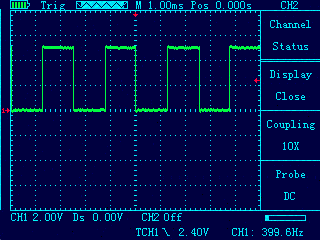 Trig M 1.00ms Pos 0.000s CH2
Channel
Status
Display
Close
Coupling
10X
Probe
DC
1
CH1 2.00V Ds 0.00V CH2 Off
TCH1\ 2.40V CH1: 399.6Hz